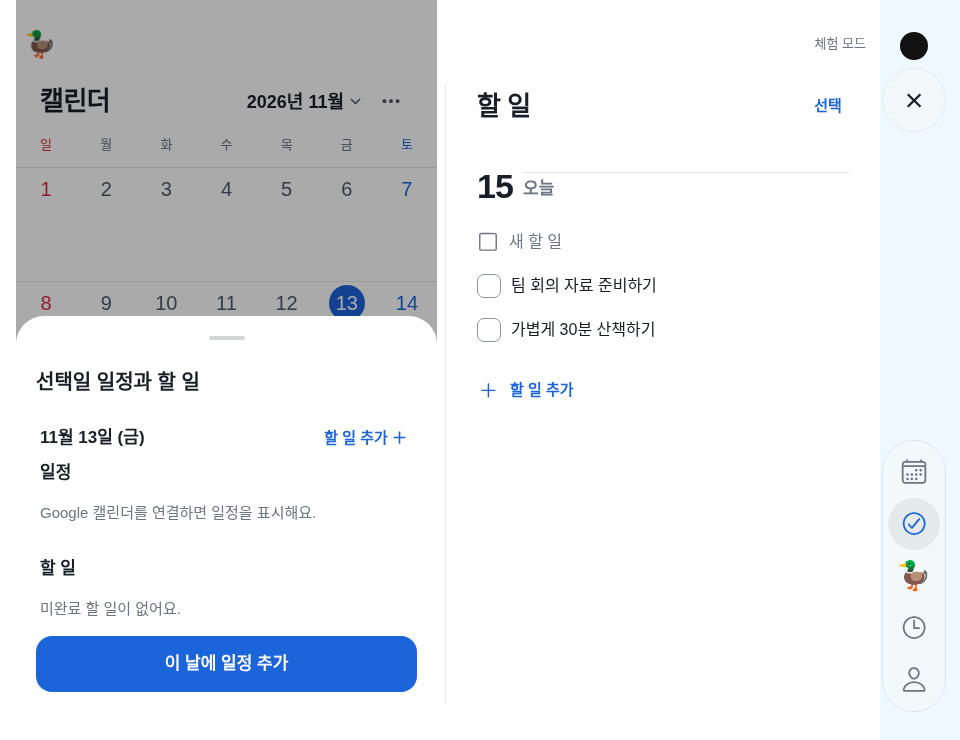 체험 모드
캘린더
2026년 11월
일 월 화 수 목 금 토
1 2 3 4 5 6 7
8 9 10 11 12 13 14
선택일 일정과 할 일
11월 13일 (금)
할 일 추가
일정
Google 캘린더를 연결하면 일정을 표시해요.
할 일
미완료 할 일이 없어요.
이 날에 일정 추가
할 일
선택
15 오늘
새 할 일
팀 회의 자료 준비하기
가볍게 30분 산책하기
할 일 추가